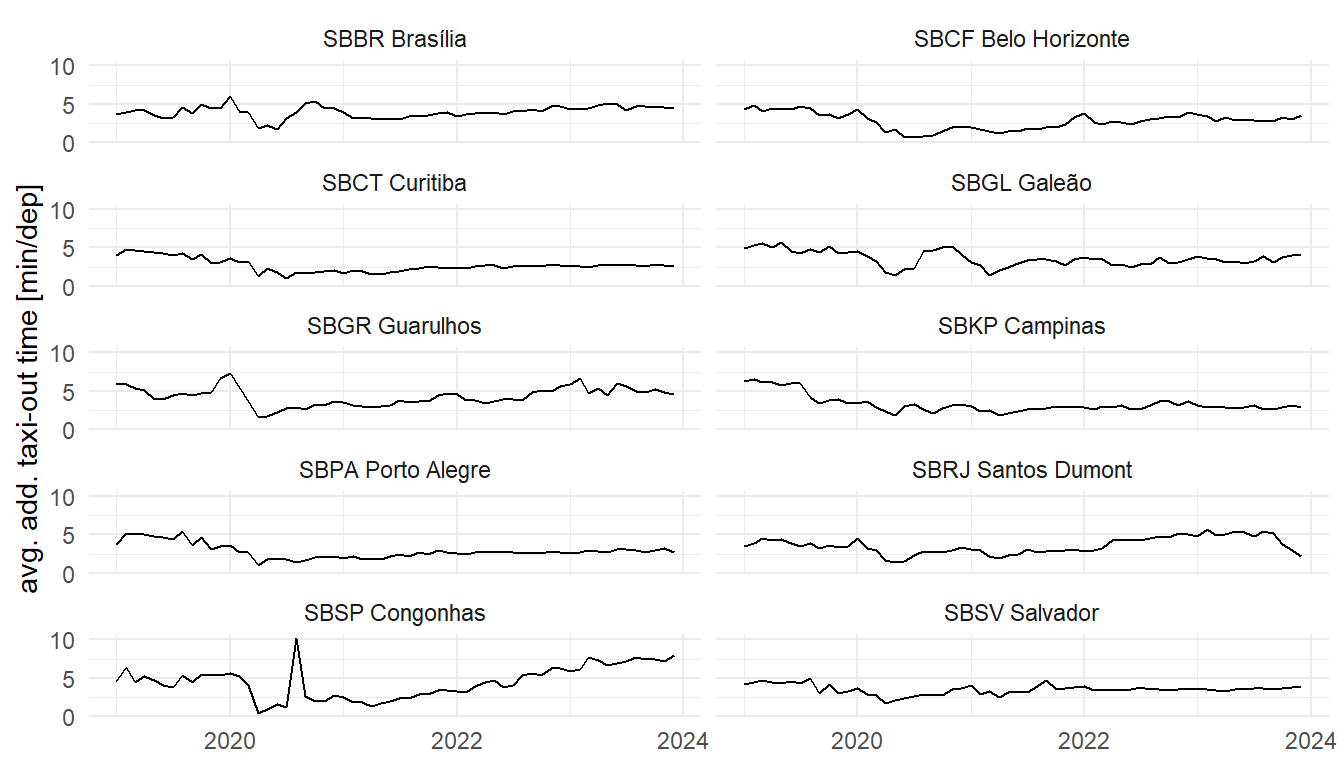 SBBR Brasília
SBCF Belo Horizonte
10
5
0
SBCT Curitiba
SBGL Galeão
10
5
0
avg. add. taxi-out time [min/dep]
SBGR Guarulhos
SBKP Campinas
10
5
0
SBPA Porto Alegre
SBRJ Santos Dumont
10
5
0
SBSP Congonhas
SBSV Salvador
10
5
0
2020
2022
2024
2020
2022
2024